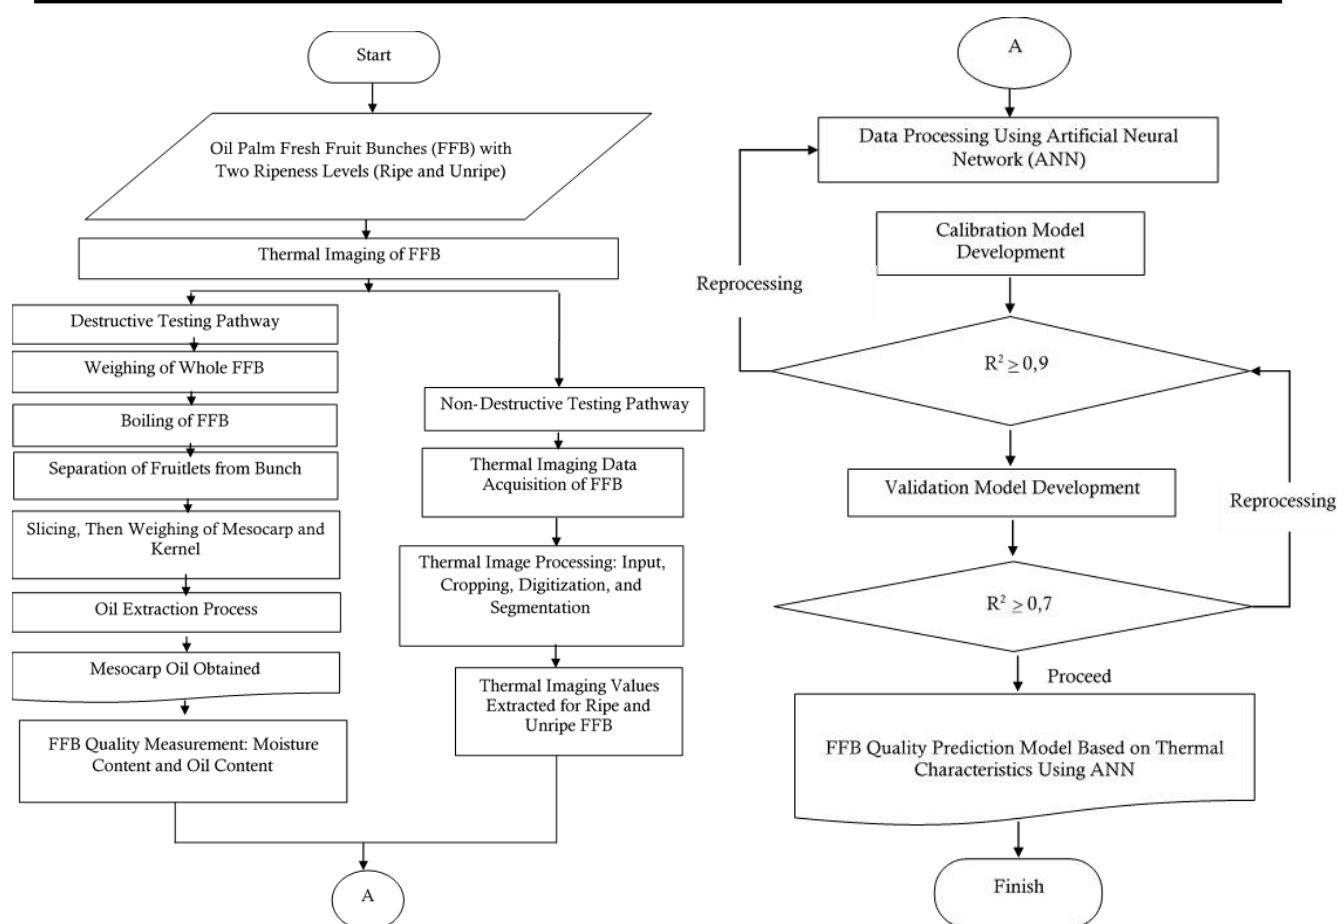 Start
Oil Palm Fresh Fruit Bunches (FFB) with
Two Ripeness Levels (Ripe and Unripe)
Thermal Imaging of FFB
Destructive Testing Pathway
Weighing of Whole FFB
Boiling of FFB
Separation of Fruitlets from Bunch
Slicing, Then Weighing of Mesocarp and
Kernel
Oil Extraction Process
Mesocarp Oil Obtained
FFB Quality Measurement: Moisture
Content and Oil Content
Non-Destructive Testing Pathway
Thermal Imaging Data
Acquisition of FFB
Thermal Image Processing: Input,
Cropping, Digitization, and
Segmentation
Thermal Imaging Values
Extracted for Ripe and
Unripe FFB
A
A
Data Processing Using Artificial Neural
Network (ANN)
Calibration Model
Development
Reprocessing
R² ≥ 0,9
Validation Model Development
Reprocessing
R² ≥ 0,7
Proceed
FFB Quality Prediction Model Based on Thermal
Characteristics Using ANN
Finish